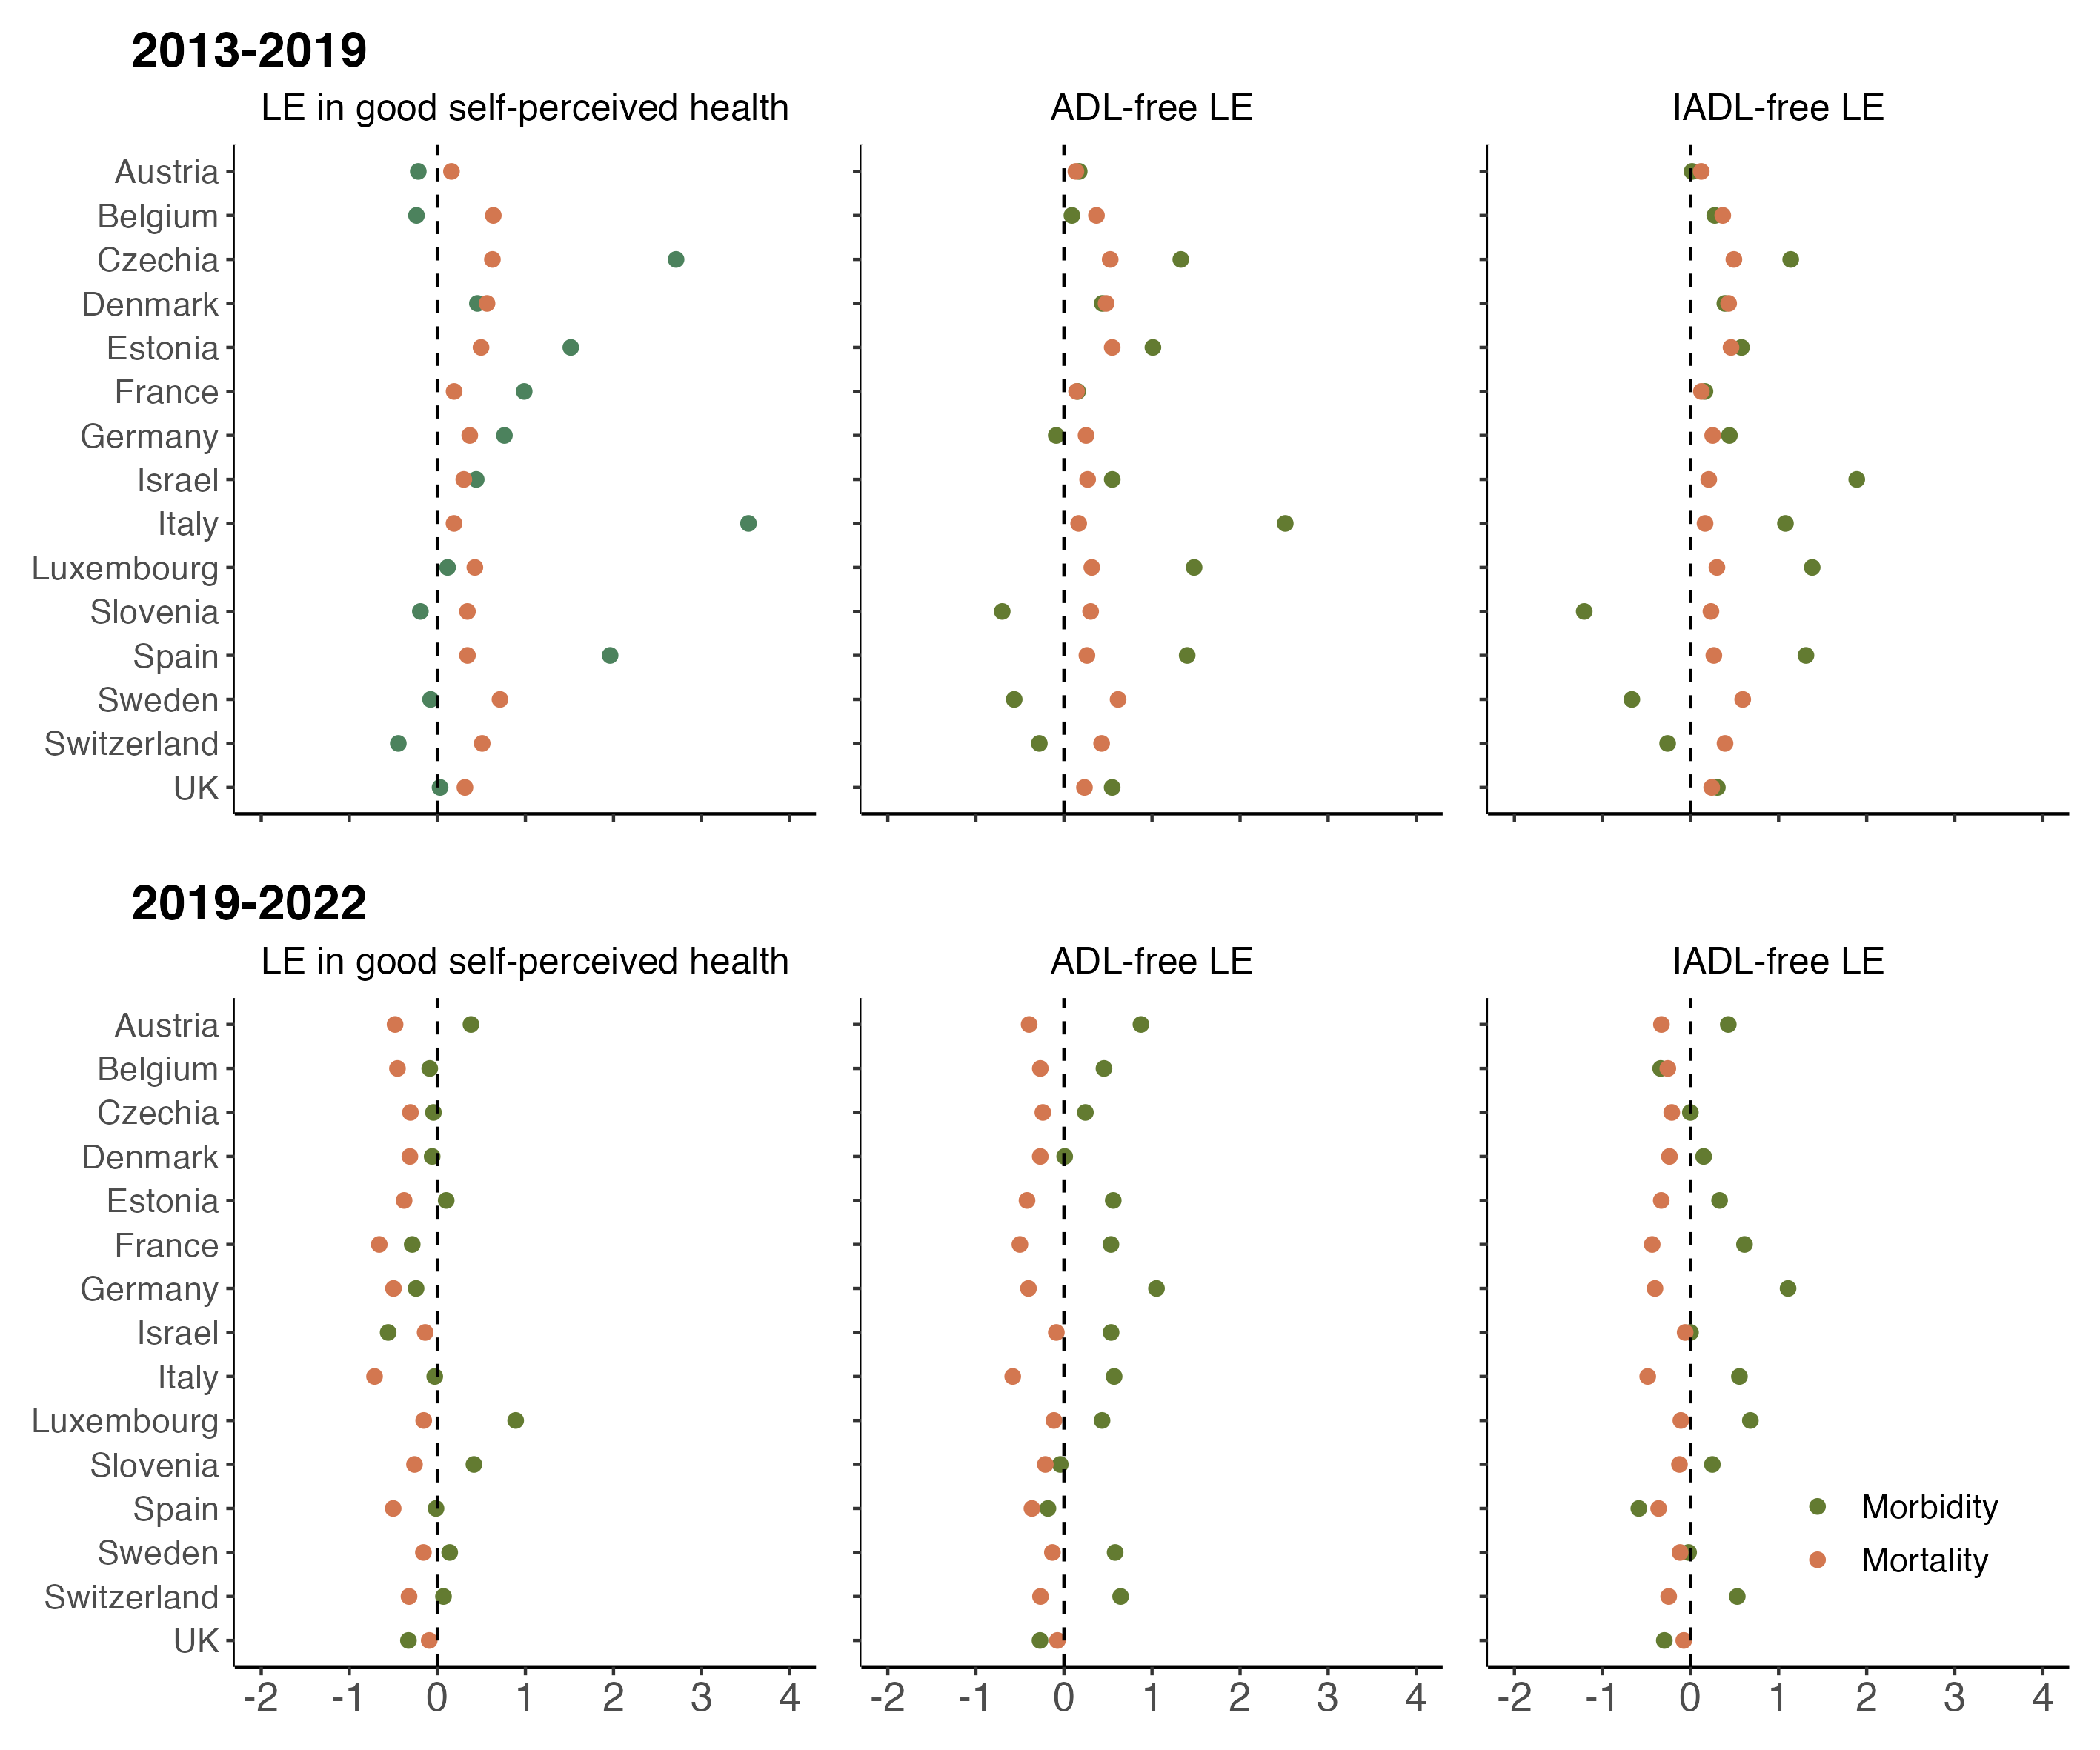 2013-2019
LE in good self-perceived health
ADL-free LE
IADL-free LE
Austria
Belgium
Czechia
Denmark
Estonia
France
Germany
Israel
Italy
Luxembourg
Slovenia
Spain
Sweden
Switzerland
UK
2019-2022
LE in good self-perceived health
ADL-free LE
IADL-free LE
Austria
Belgium
Czechia
Denmark
Estonia
France
Germany
Israel
Italy
Luxembourg
Slovenia
Spain
Sweden
Switzerland
UK
Morbidity
Mortality
-2 -1 0 1 2 3 4
-2 -1 0 1 2 3 4
-2 -1 0 1 2 3 4